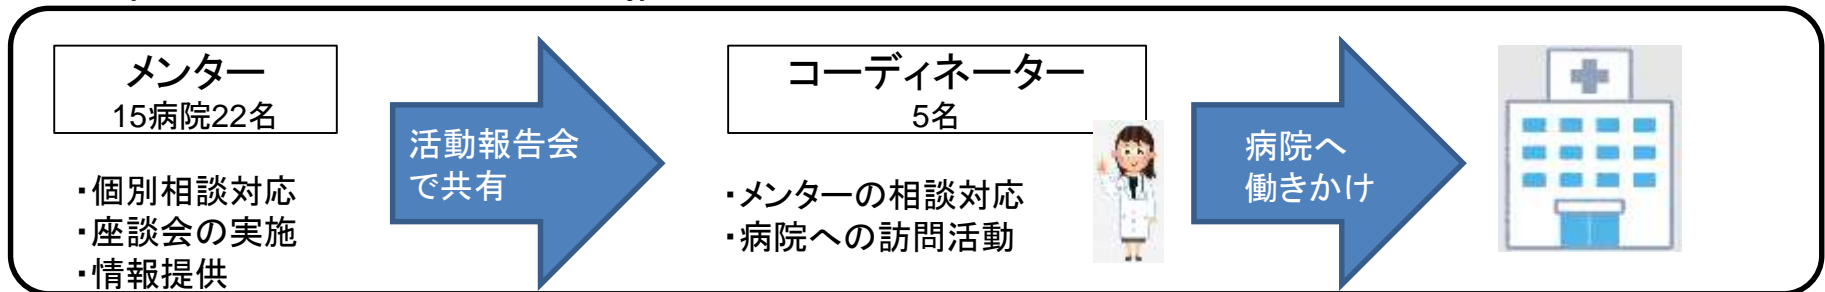 メンター
15病院22名
・個別相談対応
・座談会の実施
・情報提供
活動報告会
で共有
コーディネーター
5名
・メンターの相談対応
・病院への訪問活動
病院へ
働きかけ